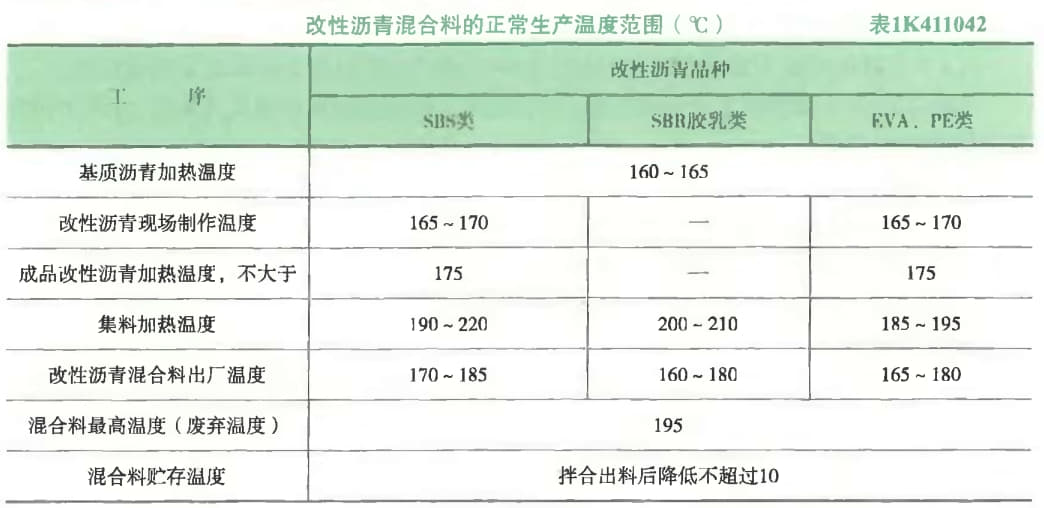 改性沥青混合料的正常生产温度范围（℃） 表1K411042
工 序 改性沥青品种
SBS类 SBR胶乳类 EVA、PE类
基质沥青加热温度 160～165
改性沥青现场制作温度 165～170 — 165～170
成品改性沥青加热温度，不大于 175 — 175
集料加热温度 190～220 200～210 185～195
改性沥青混合料出厂温度 170～185 160～180 165～180
混合料最高温度（废弃温度） 195
混合料贮存温度 拌合出料后降低不超过10